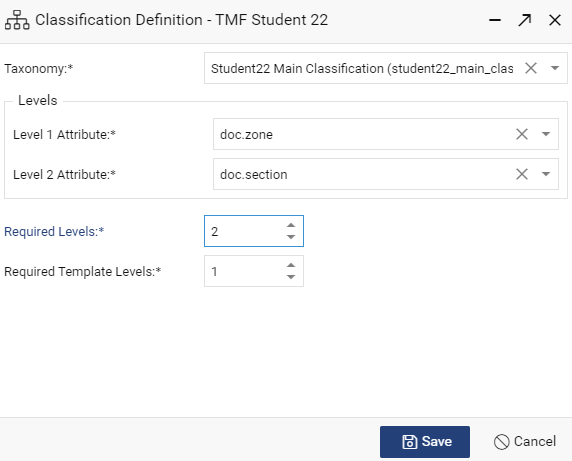 Classification Definition - TMF Student 22
Taxonomy:* Student22 Main Classification (student22_main_clas
Levels
Level 1 Attribute:* doc.zone
Level 2 Attribute:* doc.section
Required Levels:* 2
Required Template Levels:* 1
Save Cancel